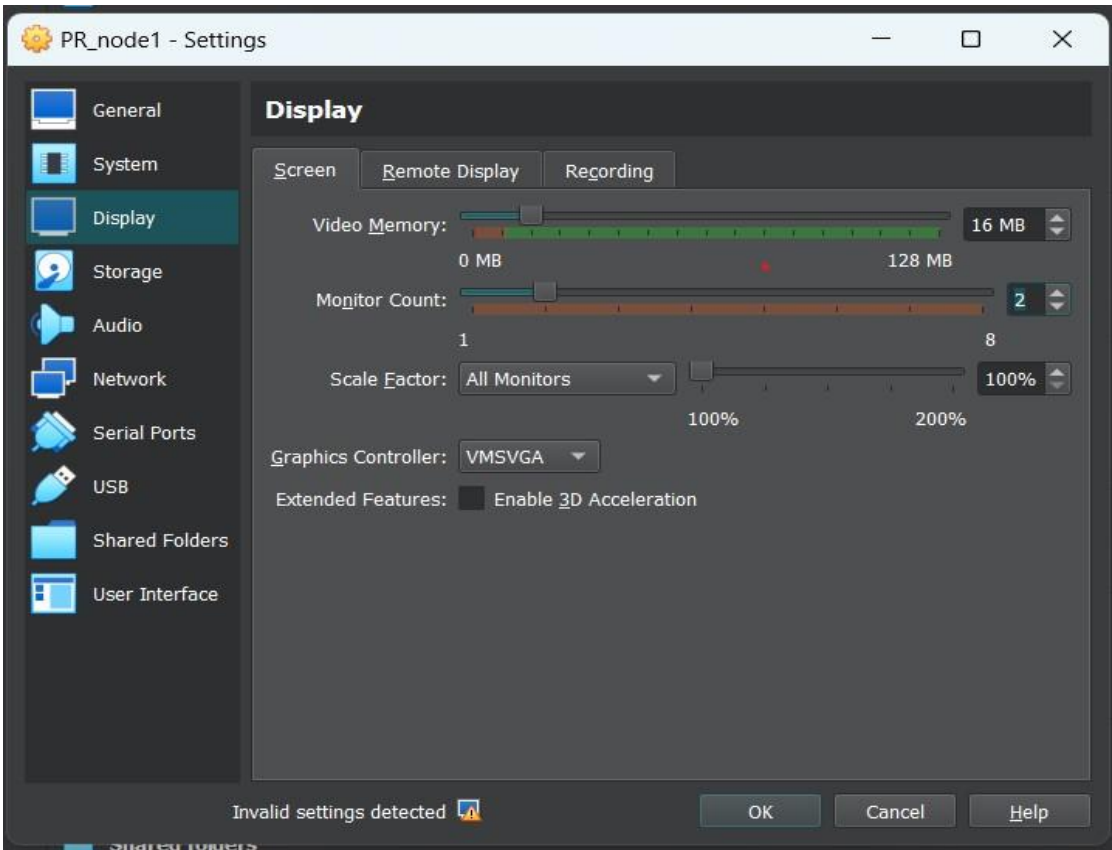 PR_node1 - Settings
General
System
Display
Storage
Audio
Network
Serial Ports
USB
Shared Folders
User Interface
Display
Screen Remote Display Recording
Video Memory: 16 MB
0 MB 128 MB
Monitor Count: 2
1 8
Scale Factor: All Monitors 100%
100% 200%
Graphics Controller: VMSVGA
Extended Features: Enable 3D Acceleration
Invalid settings detected OK Cancel Help
Shared folders